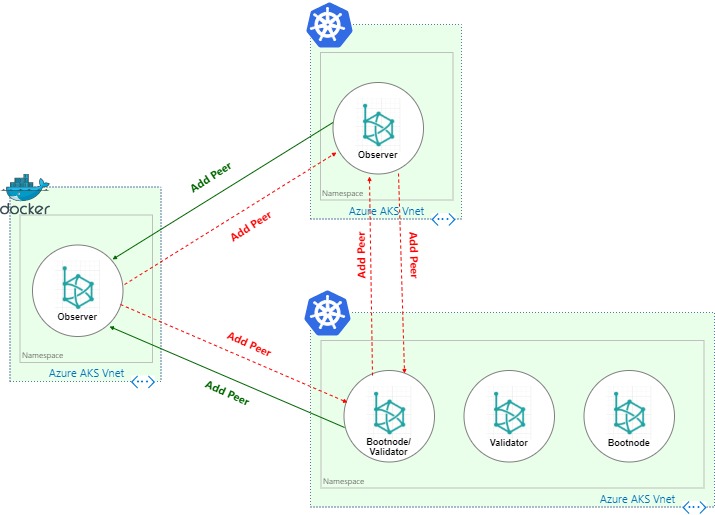 Observer
Namespace
Azure AKS Vnet
docker
Add Peer
Add Peer
Add Peer
Add Peer
Observer
Namespace
Azure AKS Vnet
Add Peer
Add Peer
Bootnode/
Validator
Validator
Bootnode
Namespace
Azure AKS Vnet